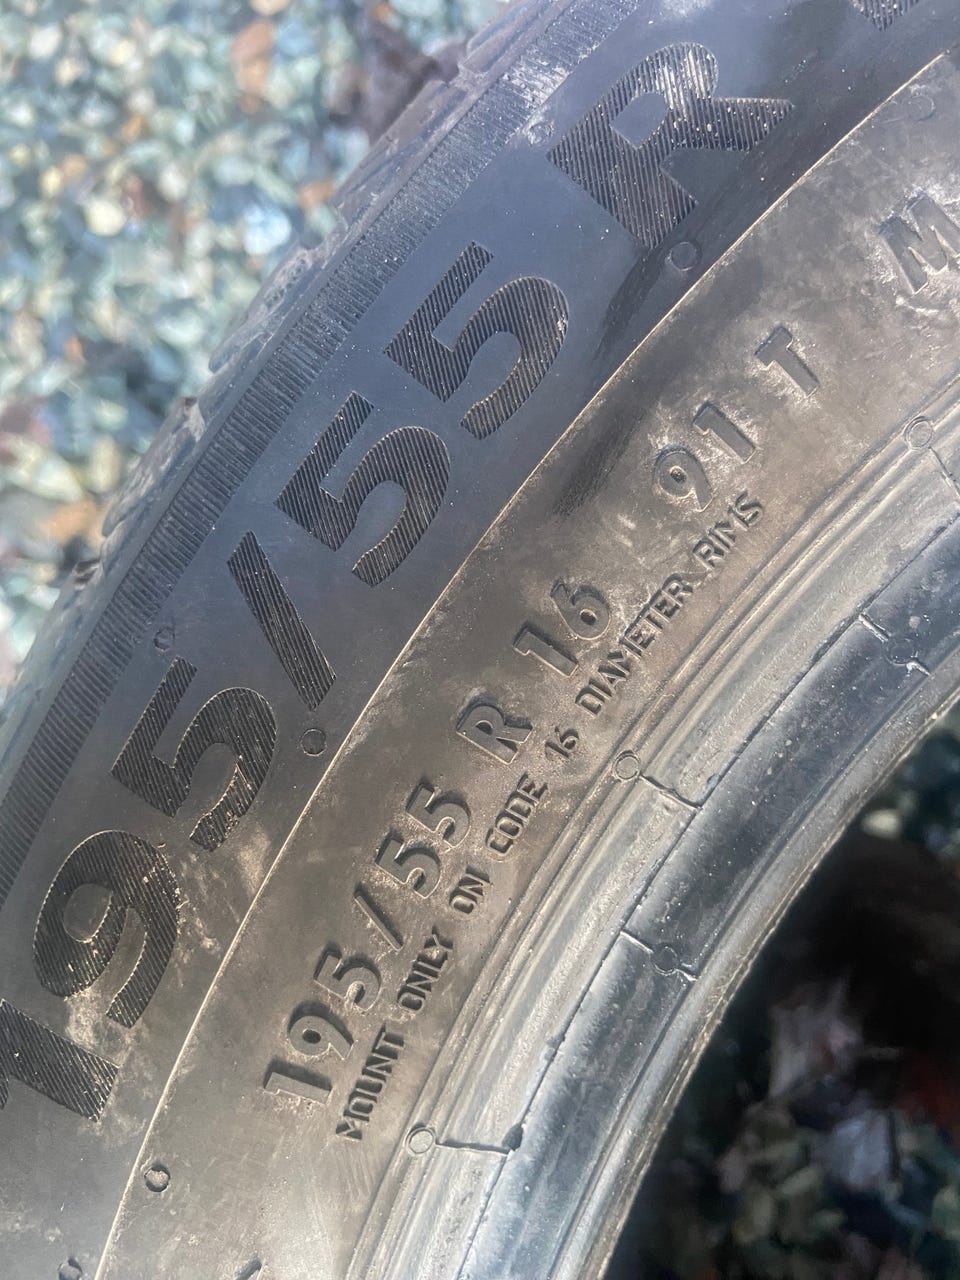 195/55 R
195/55 R 16 91 T M
MOUNT ONLY ON CODE 16 DIAMETER RIMS